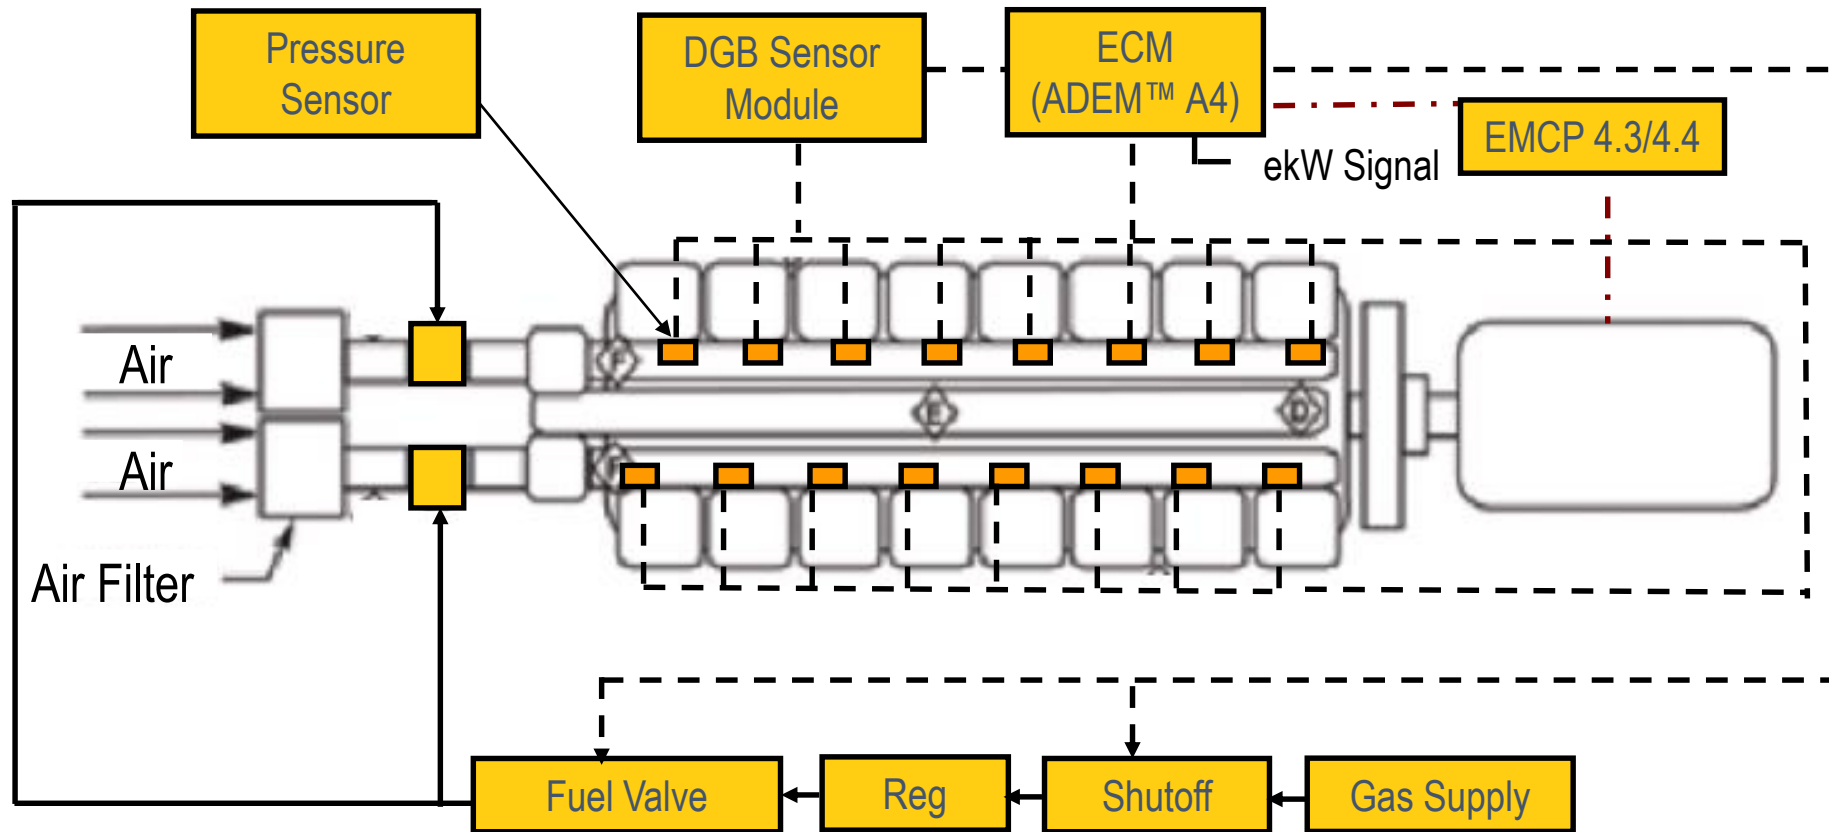 Pressure
Sensor
DGB Sensor
Module
ECM
(ADEM™ A4)
EMCP 4.3/4.4
ekW Signal
Air
Air
Air Filter
F
E
D
F
Fuel Valve
Reg
Shutoff
Gas Supply